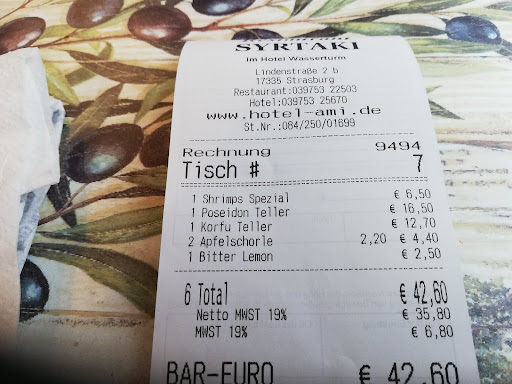 SYRTAKI
im Hotel Wasserturm
Lindenstraße 2 b
17335 Strasburg
Restaurant:039753 22503
Hotel:039753 25670
www.hotel-ami.de
St.Nr.:084/250/01699
Rechnung 9494
Tisch # 7
1 Shrimps Spezial € 6,50
1 Poseidon Teller € 16,50
1 Korfu Teller € 12,70
2 Apfelschorle 2,20 € 4,40
1 Bitter Lemon € 2,50
6 Total € 42,60
Netto MWST 19% € 35,80
MWST 19% € 6,80
BAR-EURO € 42,60